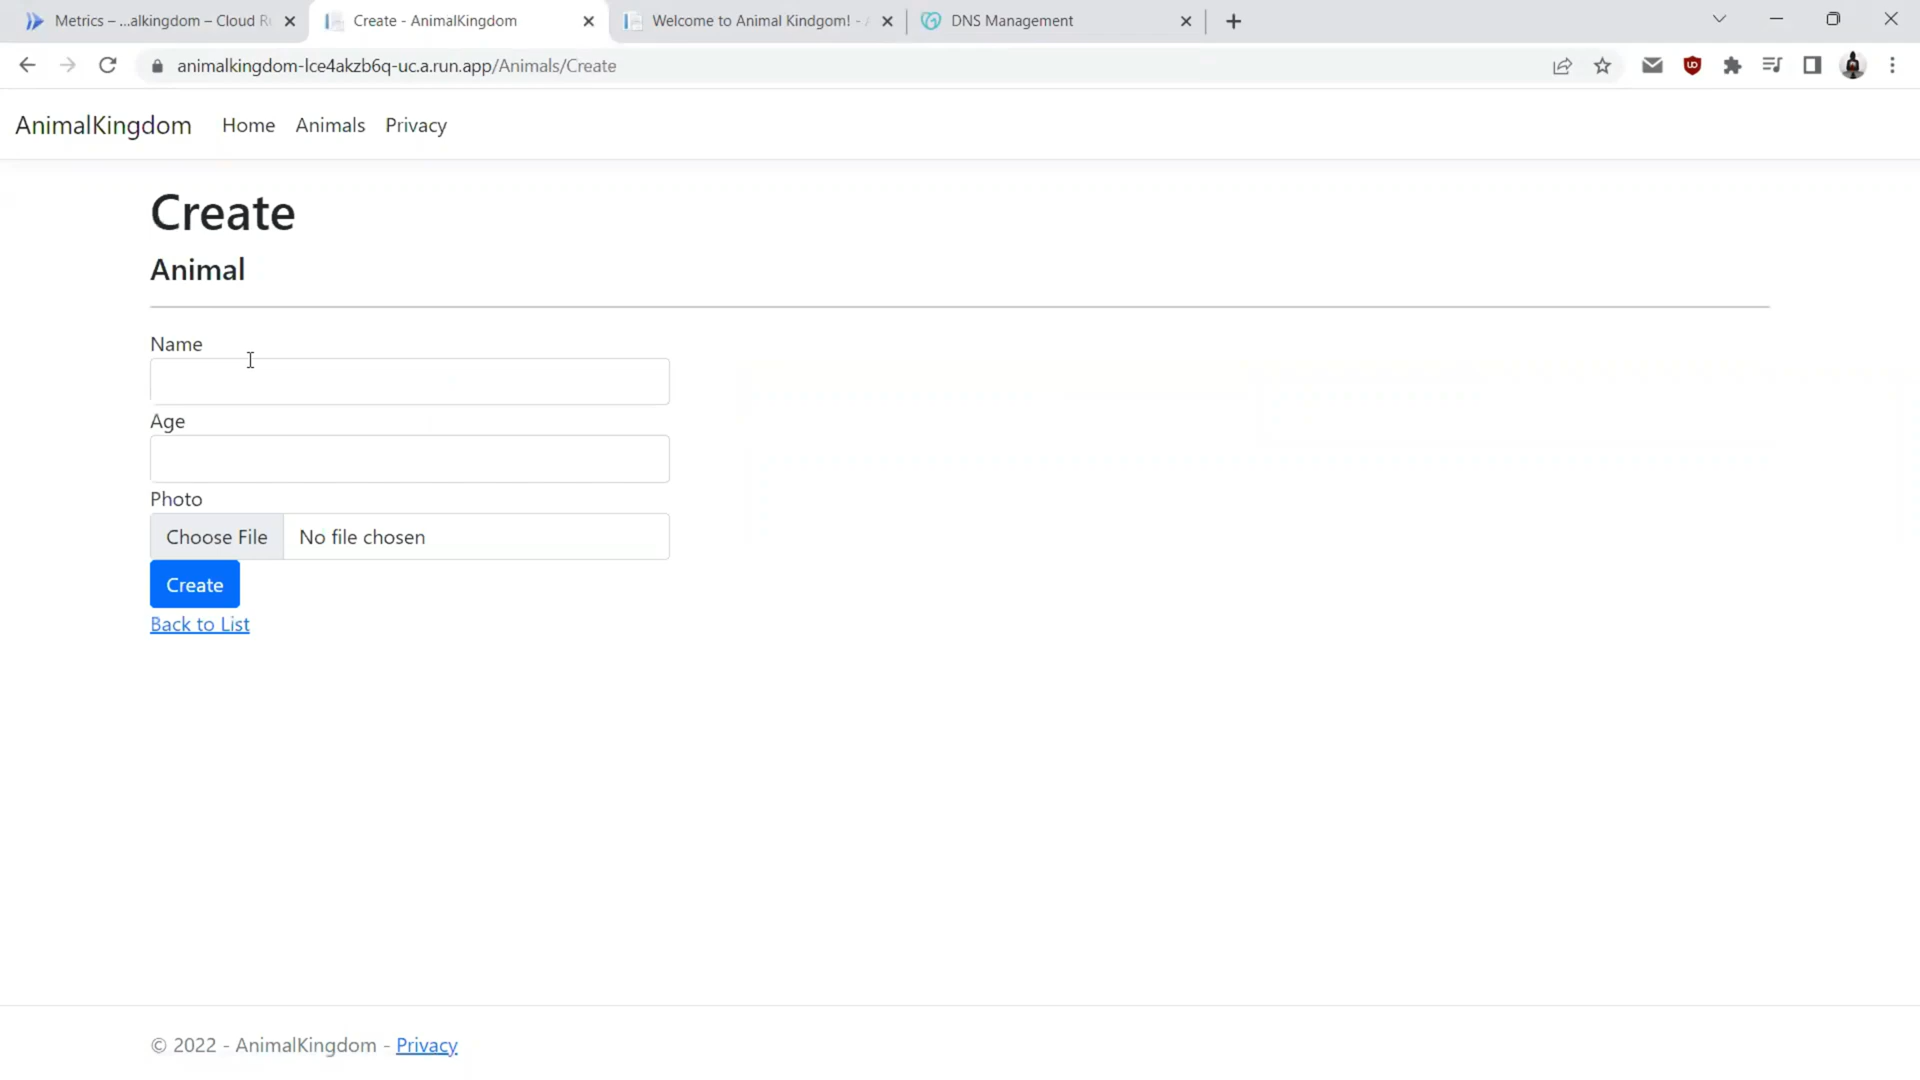 Metrics – ...alkingdom – Cloud R
Create - AnimalKingdom
Welcome to Animal Kindgom! -
DNS Management
animalkingdom-lce4akzb6q-uc.a.run.app/Animals/Create
AnimalKingdom Home Animals Privacy
Create
Animal
Name
Age
Photo
Choose File No file chosen
Create
Back to List
© 2022 - AnimalKingdom - Privacy